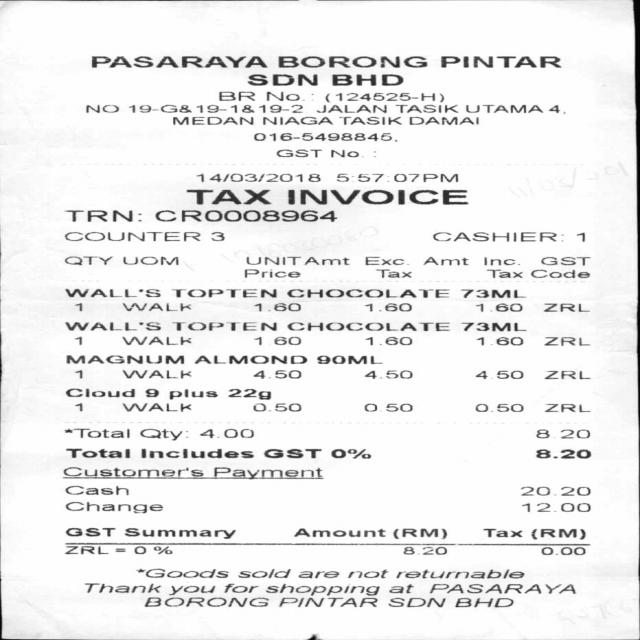 PASARAYA BORONG PINTAR
SDN BHD
BR No. : (124525-H)
NO 19-G&19-1&19-2 JALAN TASIK UTAMA 4,
MEDAN NIAGA TASIK DAMAI
016-5498845,
GST No. :
14/03/2018 5:57:07PM
TAX INVOICE
TRN: CR0008964
COUNTER 3 CASHIER: 1
QTY UOM UNIT Amt Exc. Amt Inc. GST
Price Tax Tax Code
WALL'S TOPTEN CHOCOLATE 73ML
1 WALK 1.60 1.60 1.60 ZRL
WALL'S TOPTEN CHOCOLATE 73ML
1 WALK 1.60 1.60 1.60 ZRL
MAGNUM ALMOND 90ML
1 WALK 4.50 4.50 4.50 ZRL
Cloud 9 plus 22g
1 WALK 0.50 0.50 0.50 ZRL
*Total Qty: 4.00 8.20
Total Includes GST 0% 8.20
Customer's Payment
Cash 20.20
Change 12.00
GST Summary Amount (RM) Tax (RM)
ZRL = 0 % 8.20 0.00
*Goods sold are not returnable
Thank you for shopping at PASARAYA
BORONG PINTAR SDN BHD